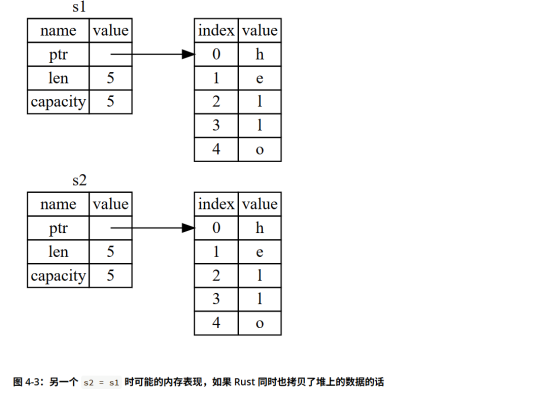 s1
name value
ptr
len 5
capacity 5
index value
0 h
1 e
2 l
3 l
4 o
s2
name value
ptr
len 5
capacity 5
index value
0 h
1 e
2 l
3 l
4 o
图 4-3：另一个 s2 = s1 时可能的内存表现，如果 Rust 同时也拷贝了堆上的数据的话